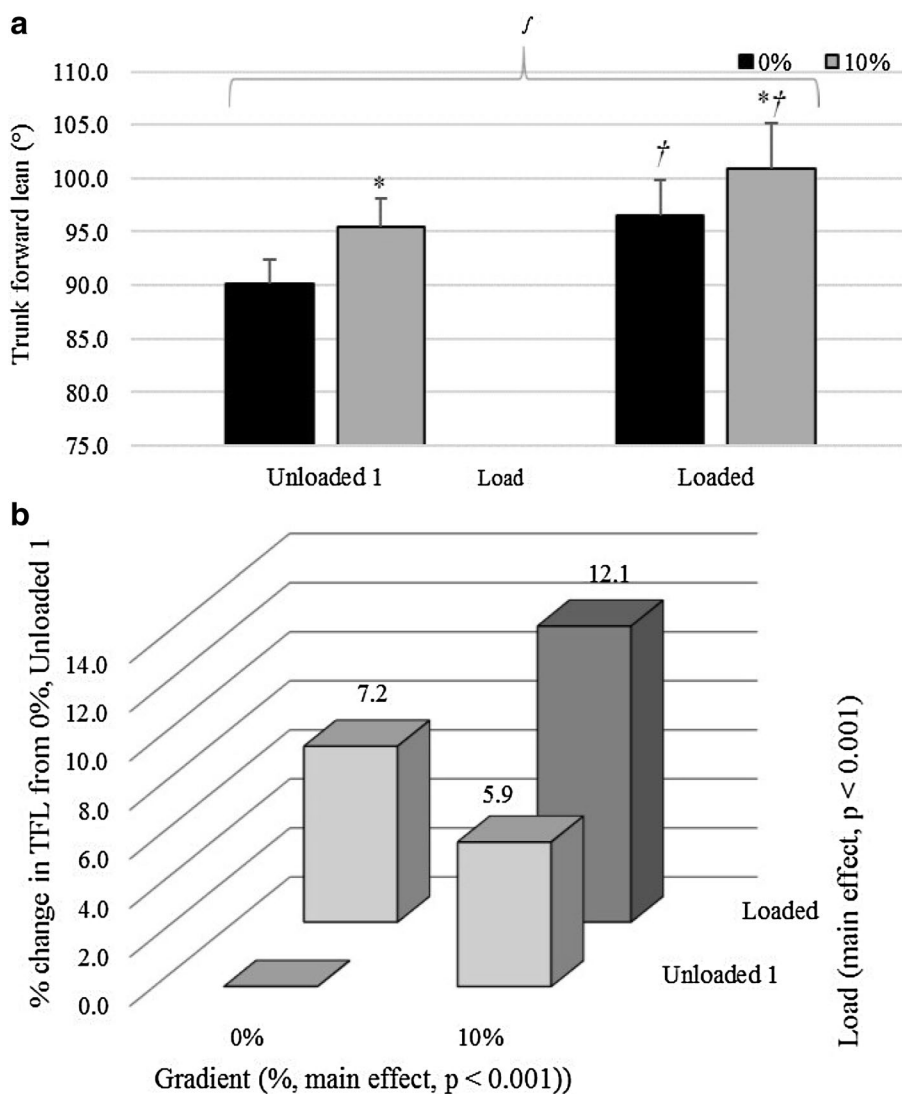 a
∫
0% 10%
110.0
105.0
100.0
95.0
90.0
85.0
80.0
75.0
Trunk forward lean (°)
*
†
*†
Unloaded 1 Load Loaded
b
% change in TFL from 0%, Unloaded 1
14.0
12.0
10.0
8.0
6.0
4.0
2.0
0.0
12.1
7.2
5.9
Loaded
Unloaded 1
Load (main effect, p < 0.001)
0% 10%
Gradient (%, main effect, p < 0.001))